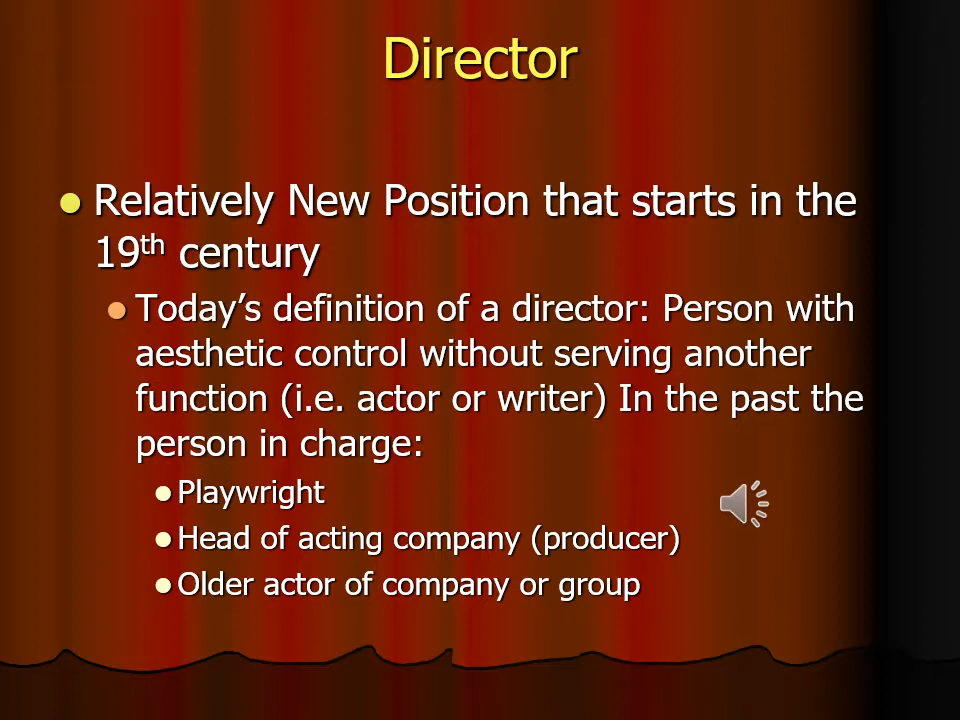 Director
Relatively New Position that starts in the
19th century
Today’s definition of a director: Person with
aesthetic control without serving another
function (i.e. actor or writer) In the past the
person in charge:
Playwright
Head of acting company (producer)
Older actor of company or group